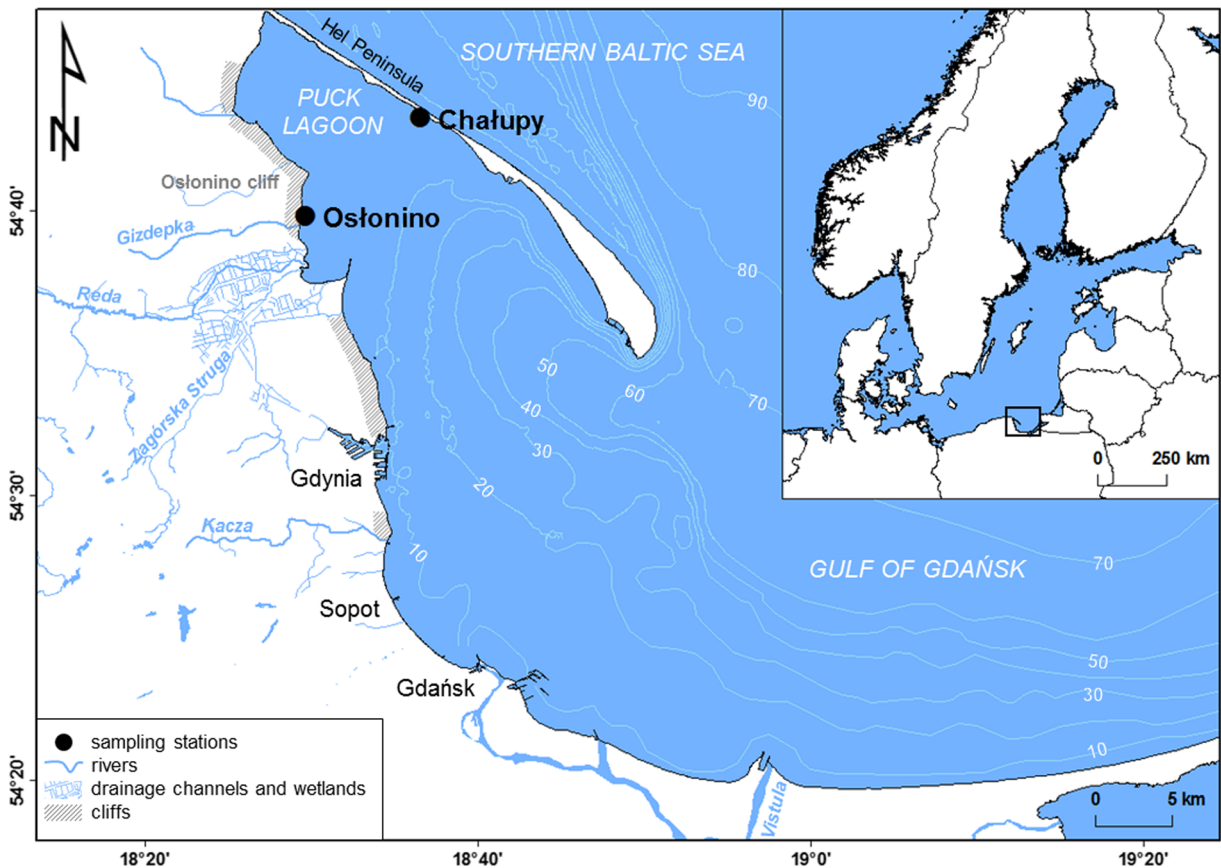 SOUTHERN BALTIC SEA
Hel Peninsula
90
PUCK
LAGOON
Chałupy
Osłonino cliff
54°40'
Osłonino
Gizdepka
80
Reda
50
60
70
Zagórska Struga
40
30
0 250 km
20
Gdynia
54°30'
Kacza
10
70
GULF OF GDAŃSK
Sopot
50
Gdańsk
30
10
N
sampling stations
rivers
drainage channels and wetlands
cliffs
54°20'
Vistula
0 5 km
18°20' 18°40' 19°0' 19°20'